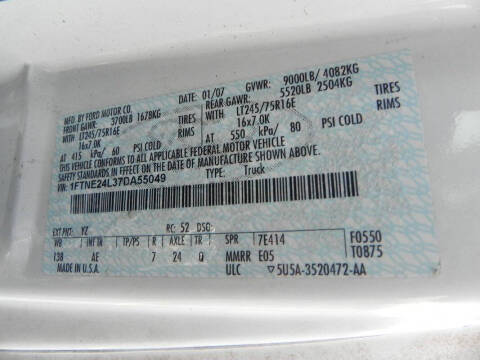 MFD. BY FORD MOTOR CO.
DATE: 01/07 GVWR: 9000LB/ 4082KG
FRONT GAWR: 3700LB 1678KG REAR GAWR: 5520LB 2504KG
WITH LT245/75R16E TIRES WITH LT245/75R16E TIRES
16x7.0K RIMS 16x7.0K RIMS
AT 415 kPa/ 60 PSI COLD AT 550 kPa/ 80 PSI COLD
THIS VEHICLE CONFORMS TO ALL APPLICABLE FEDERAL MOTOR VEHICLE
SAFETY STANDARDS IN EFFECT ON THE DATE OF MANUFACTURE SHOWN ABOVE.
VIN: 1FTNE24L37DA55049 TYPE: Truck
EXT PNT: YZ RC: 52 DSO:
WB INT TR TP/PS R AXLE TR SPR 7E414 F0550
138 AE 7 24 Q MMRR E05 T0875
MADE IN U.S.A. ULC 5U5A-3520472-AA